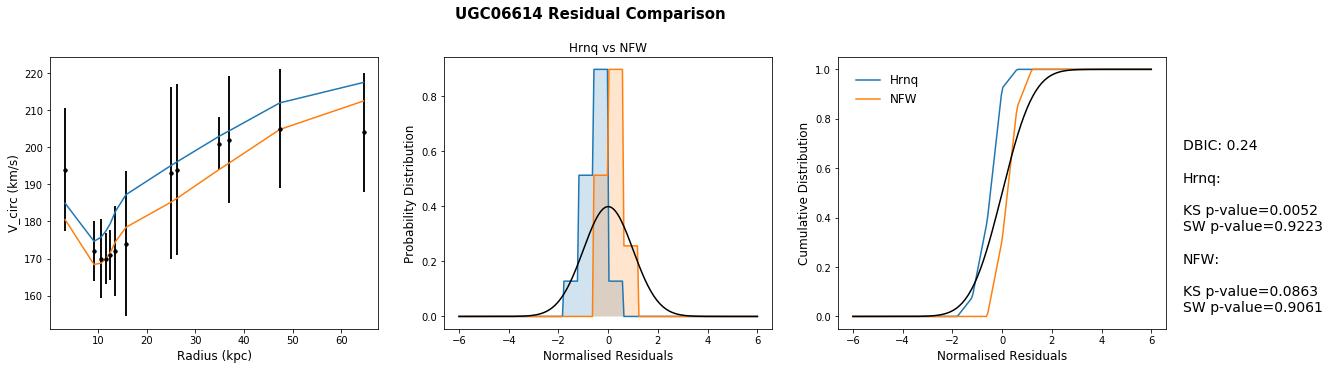 UGC06614 Residual Comparison
V_circ (km/s)
220
210
200
190
180
170
160
10
20
30
40
50
60
Radius (kpc)
Hrnq vs NFW
Probability Distribution
0.8
0.6
0.4
0.2
0.0
−6
−4
−2
0
2
4
6
Normalised Residuals
Cumulative Distribution
1.0
0.8
0.6
0.4
0.2
0.0
Hrnq
NFW
−6
−4
−2
0
2
4
6
Normalised Residuals
DBIC: 0.24
Hrnq:
KS p-value=0.0052
SW p-value=0.9223
NFW:
KS p-value=0.0863
SW p-value=0.9061